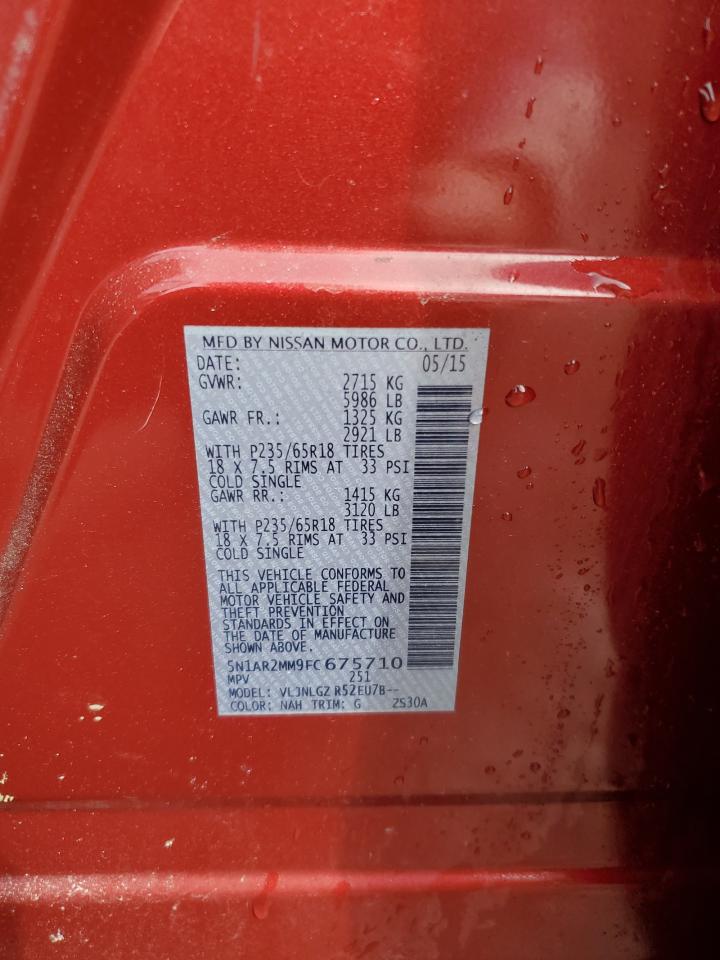 MFD BY NISSAN MOTOR CO., LTD.
DATE: 05/15
GVWR: 2715 KG
5986 LB
GAWR FR.: 1325 KG
2921 LB
WITH P235/65R18 TIRES
18 X 7.5 RIMS AT 33 PSI
COLD SINGLE
GAWR RR.: 1415 KG
3120 LB
WITH P235/65R18 TIRES
18 X 7.5 RIMS AT 33 PSI
COLD SINGLE
THIS VEHICLE CONFORMS TO
ALL APPLICABLE FEDERAL
MOTOR VEHICLE SAFETY AND
THEFT PREVENTION
STANDARDS IN EFFECT ON
THE DATE OF MANUFACTURE
SHOWN ABOVE.
5N1AR2MM9FC675710
MPV 251
MODEL: VLJNLGZ R52EU7B--
COLOR: NAH TRIM: G ZS30A